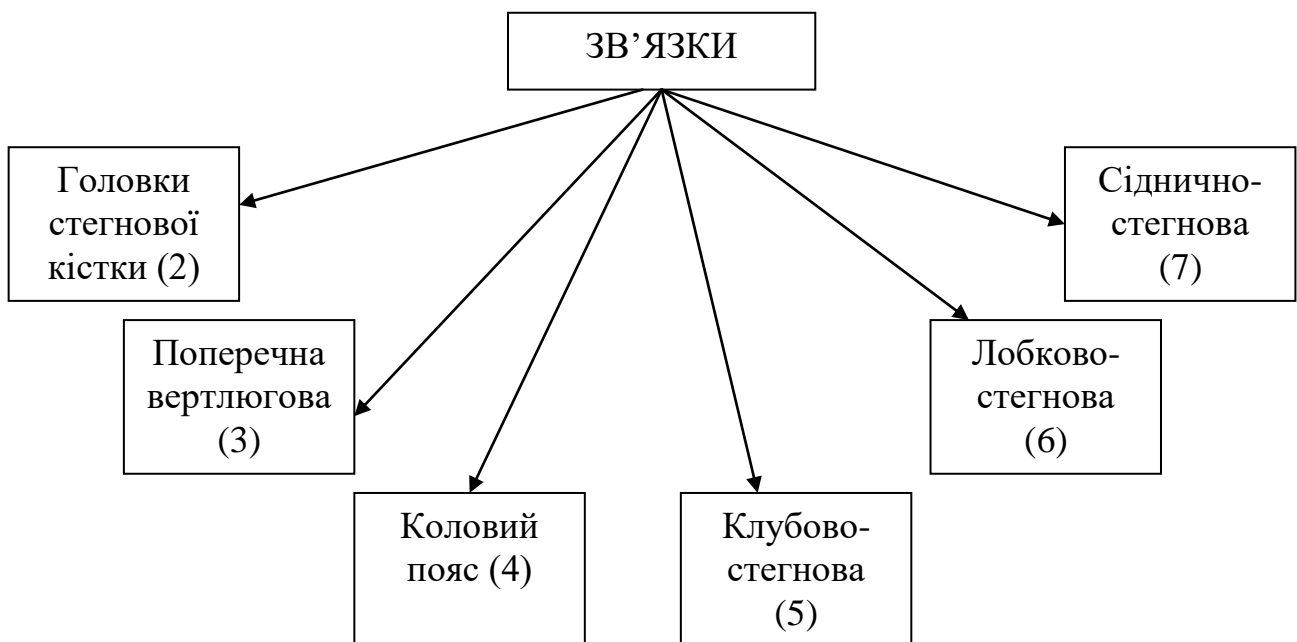 ЗВ’ЯЗКИ
Головки
стегнової
кістки (2)
Поперечна
вертлюгова
(3)
Коловий
пояс (4)
Клубово-
стегнова
(5)
Лобково-
стегнова
(6)
Сіднично-
стегнова
(7)